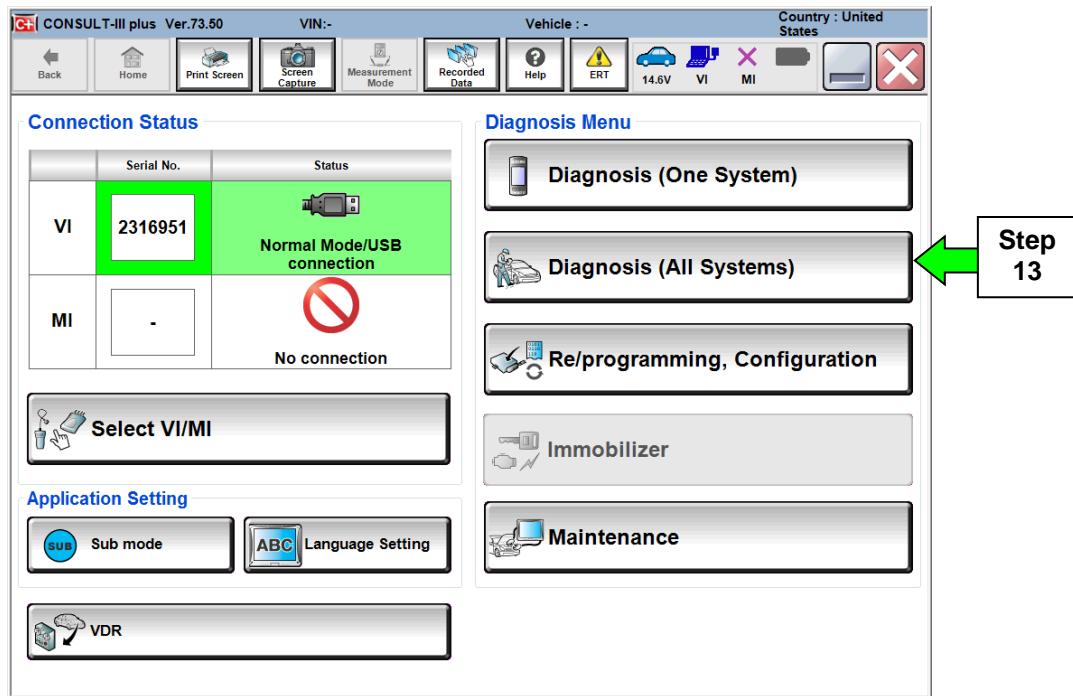 C+ CONSULT-III plus Ver.73.50 VIN:- Vehicle : - Country : United
States
Back
Home
Print Screen
Screen
Capture
Measurement
Mode
Recorded
Data
Help
ERT
14.6V
VI
MI
Connection Status
Serial No. Status
VI
2316951
Normal Mode/USB
connection
MI
-
No connection
Select VI/MI
Application Setting
SUB Sub mode
ABC Language Setting
VDR
Diagnosis Menu
Diagnosis (One System)
Diagnosis (All Systems)
Re/programming, Configuration
Immobilizer
Maintenance
Step
13